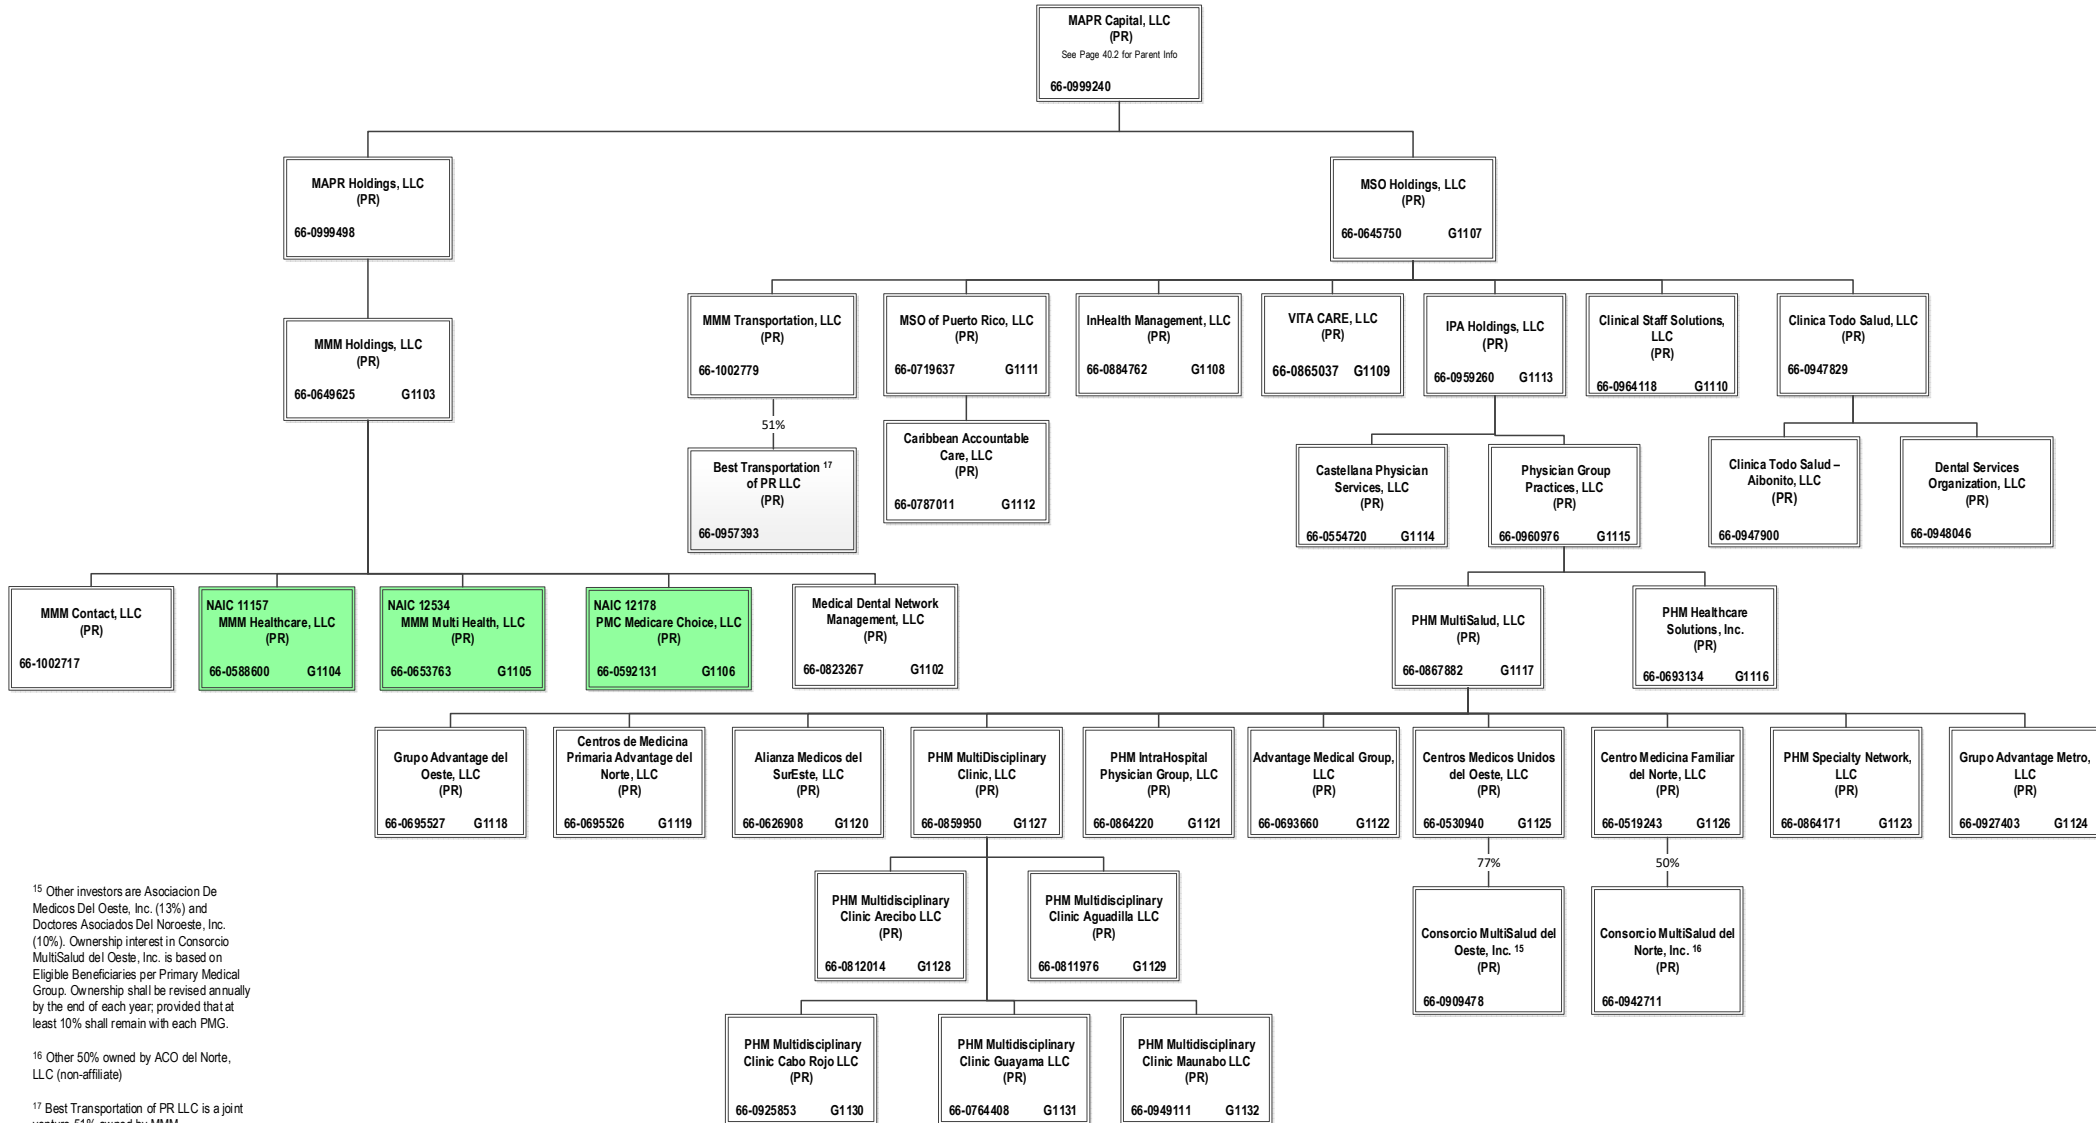 MAPR Capital, LLC
(PR)
See Page 40.2 for Parent Info
66-0999240
MAPR Holdings, LLC
(PR)
66-0999498
MSO Holdings, LLC
(PR)
66-0645750 G1107
MMM Holdings, LLC
(PR)
66-0649625 G1103
MMM Transportation, LLC
(PR)
66-1002779
MSO of Puerto Rico, LLC
(PR)
66-0719637 G1111
InHealth Management, LLC
(PR)
66-0884762 G1108
VITA CARE, LLC
(PR)
66-0865037 G1109
IPA Holdings, LLC
(PR)
66-0959260 G1113
Clinical Staff Solutions,
LLC
(PR)
66-0964118 G1110
Clinica Todo Salud, LLC
(PR)
66-0947829
51%
Best Transportation 17
of PR LLC
(PR)
66-0957393
Caribbean Accountable
Care, LLC
(PR)
66-0787011 G1112
Castellana Physician
Services, LLC
(PR)
66-0554720 G1114
Physician Group
Practices, LLC
(PR)
66-0960976 G1115
Clinica Todo Salud –
Aibonito, LLC
(PR)
66-0947900
Dental Services
Organization, LLC
(PR)
66-0948046
MMM Contact, LLC
(PR)
66-1002717
NAIC 11157
MMM Healthcare, LLC
(PR)
66-0588600 G1104
NAIC 12534
MMM Multi Health, LLC
(PR)
66-0653763 G1105
NAIC 12178
PMC Medicare Choice, LLC
(PR)
66-0592131 G1106
Medical Dental Network
Management, LLC
(PR)
66-0823267 G1102
PHM MultiSalud, LLC
(PR)
66-0867882 G1117
PHM Healthcare
Solutions, Inc.
(PR)
66-0693134 G1116
Grupo Advantage del
Oeste, LLC
(PR)
66-0695527 G1118
Centros de Medicina
Primaria Advantage del
Norte, LLC
(PR)
66-0695526 G1119
Alianza Medicos del
SurEste, LLC
(PR)
66-0626908 G1120
PHM MultiDisciplinary
Clinic, LLC
(PR)
66-0859950 G1127
PHM IntraHospital
Physician Group, LLC
(PR)
66-0864220 G1121
Advantage Medical Group,
LLC
(PR)
66-0693660 G1122
Centros Medicos Unidos
del Oeste, LLC
(PR)
66-0530940 G1125
Centro Medicina Familiar
del Norte, LLC
(PR)
66-0519243 G1126
PHM Specialty Network,
LLC
(PR)
66-0864171 G1123
Grupo Advantage Metro,
LLC
(PR)
66-0927403 G1124
77%
50%
PHM Multidisciplinary
Clinic Arecibo LLC
(PR)
66-0812014 G1128
PHM Multidisciplinary
Clinic Aguadilla LLC
(PR)
66-0811976 G1129
Consorcio MultiSalud del
Oeste, Inc. 15
(PR)
66-0909478
Consorcio MultiSalud del
Norte, Inc. 16
(PR)
66-0942711
PHM Multidisciplinary
Clinic Cabo Rojo LLC
(PR)
66-0925853 G1130
PHM Multidisciplinary
Clinic Guayama LLC
(PR)
66-0764408 G1131
PHM Multidisciplinary
Clinic Maunabo LLC
(PR)
66-0949111 G1132
15 Other investors are Asociacion De
Medicos Del Oeste, Inc. (13%) and
Doctores Asociados Del Noroeste, Inc.
(10%). Ownership interest in Consorcio
MultiSalud del Oeste, Inc. is based on
Eligible Beneficiaries per Primary Medical
Group. Ownership shall be revised annually
by the end of each year; provided that at
least 10% shall remain with each PMG.
16 Other 50% owned by ACO del Norte,
LLC (non-affiliate)
17 Best Transportation of PR LLC is a joint
venture 51% owned by MMM